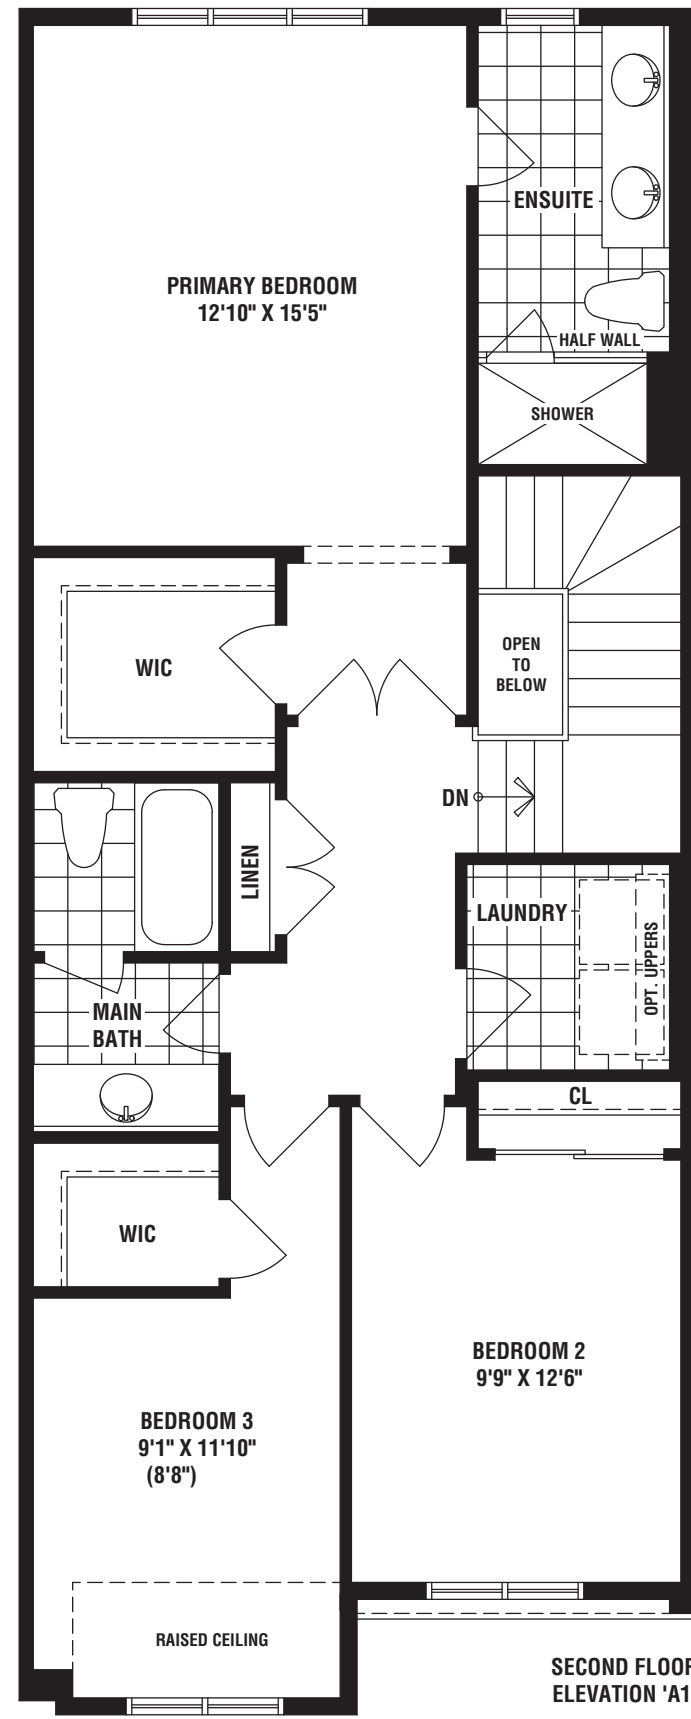 ENSUITE
PRIMARY BEDROOM
12'10" X 15'5"
HALF WALL
SHOWER
WIC
OPEN
TO
BELOW
DN
LINEN
LAUNDRY
OPT. UPPERS
MAIN
BATH
CL
WIC
BEDROOM 2
9'9" X 12'6"
BEDROOM 3
9'1" X 11'10"
(8'8")
RAISED CEILING
SECOND FLOOR
ELEVATION 'A1